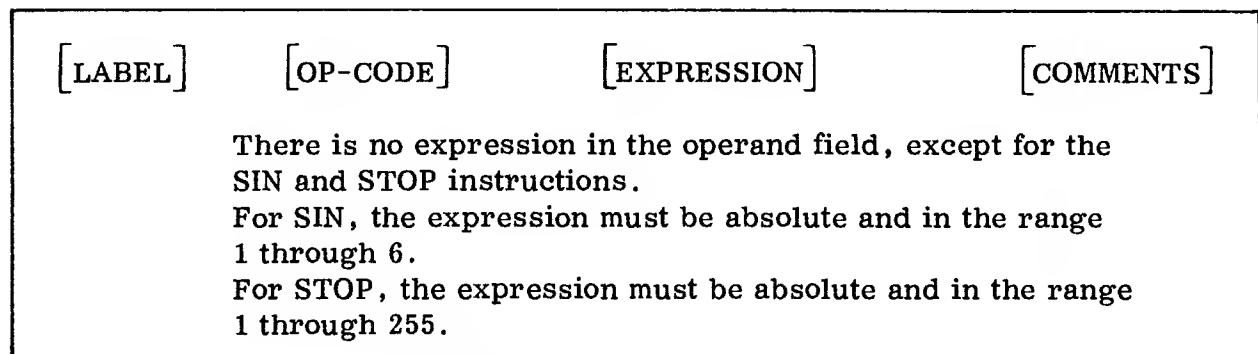 [LABEL] [OP-CODE] [EXPRESSION] [COMMENTS]
There is no expression in the operand field, except for the
SIN and STOP instructions.
For SIN, the expression must be absolute and in the range
1 through 6.
For STOP, the expression must be absolute and in the range
1 through 255.